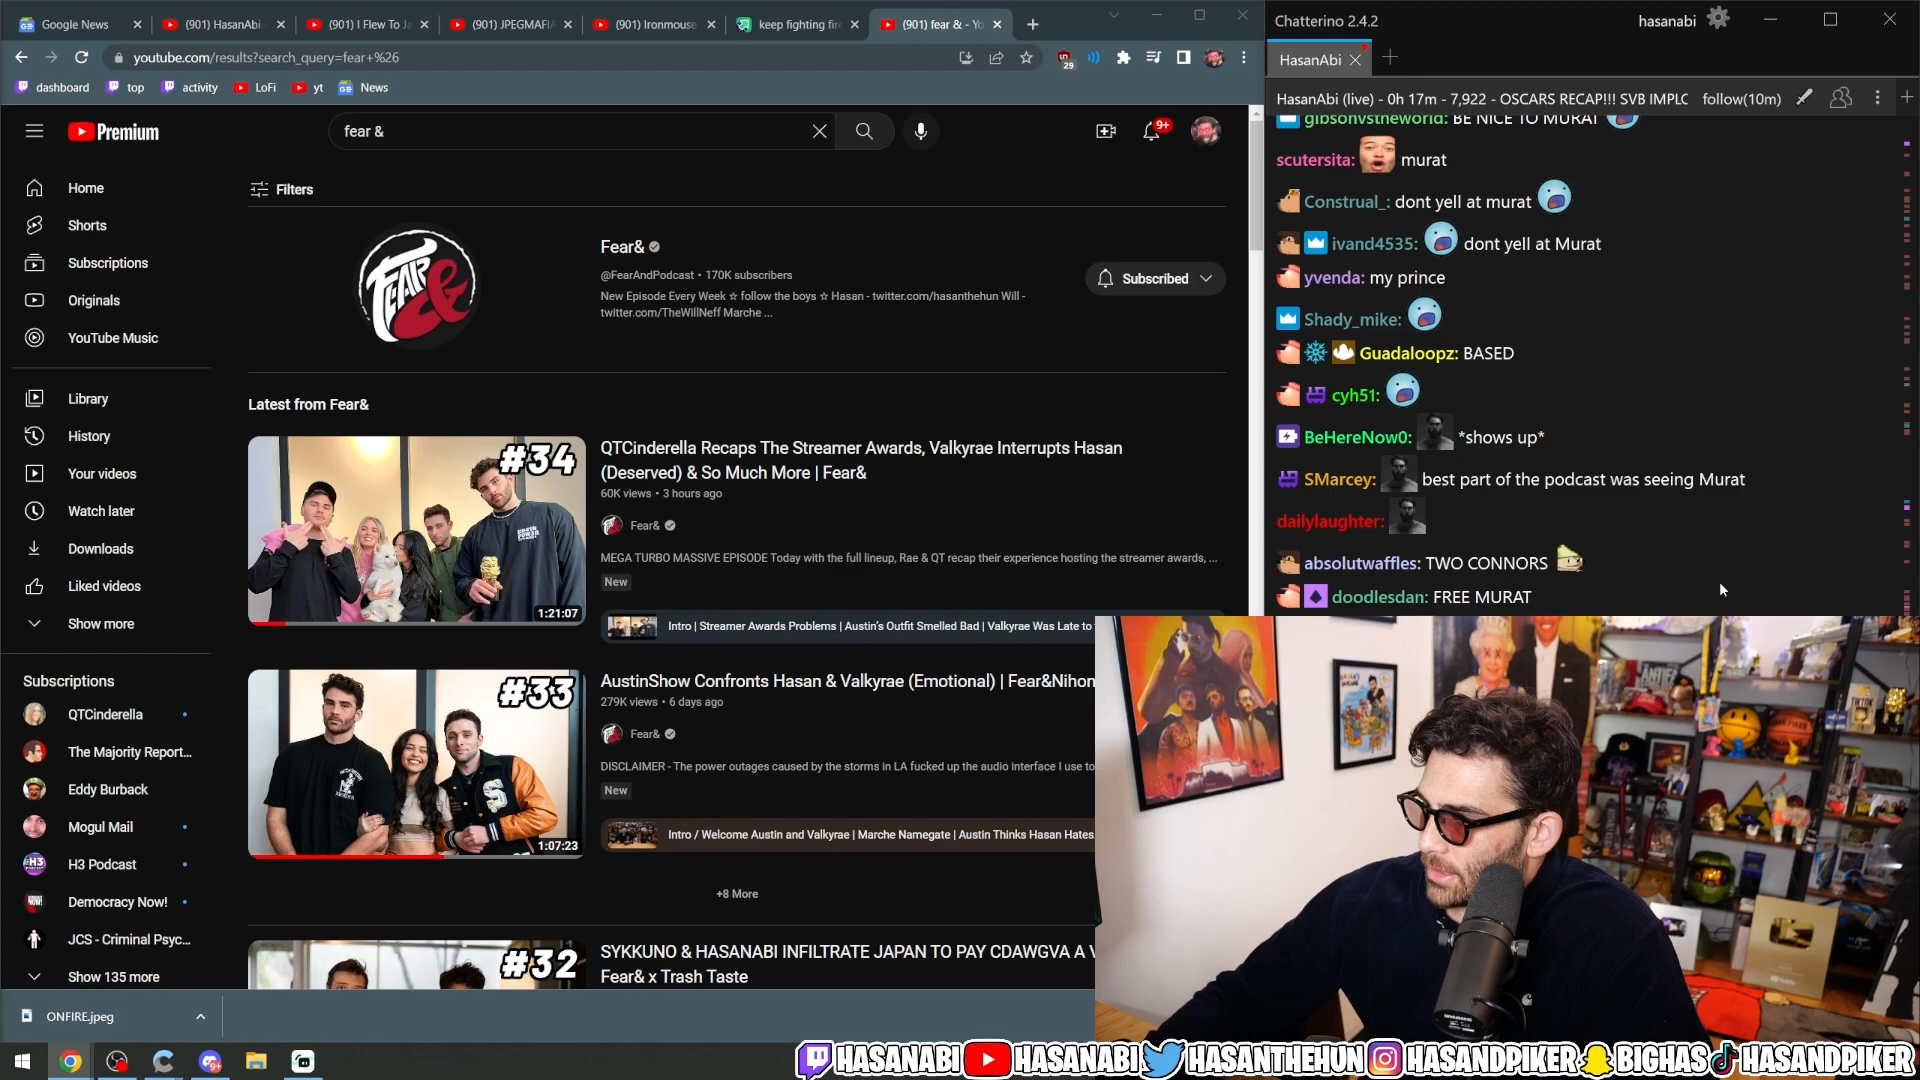 Google News
(901) HasanAbi -
(901) I Flew To Ja
(901) JPEGMAFIA
(901) Ironmouse
keep fighting fire
(901) fear & - Yo
youtube.com/results?search_query=fear+%26
29
dashboard
top
activity
LoFi
yt
News
Premium
fear &
9+
Home
Shorts
Subscriptions
Originals
YouTube Music
Library
History
Your videos
Watch later
Downloads
Liked videos
Show more
Subscriptions
QTCinderella
The Majority Report...
Eddy Burback
Mogul Mail
H3 Podcast
Democracy Now!
JCS - Criminal Psyc...
Show 135 more
Filters
FEAR &
Fear&
@FearAndPodcast • 170K subscribers
New Episode Every Week ☆ follow the boys ☆ Hasan - twitter.com/hasanthehun Will -
twitter.com/TheWillNeff Marche ...
Subscribed
Latest from Fear&
#34
1:21:07
QTCinderella Recaps The Streamer Awards, Valkyrae Interrupts Hasan
(Deserved) & So Much More | Fear&
60K views • 3 hours ago
Fear&
MEGA TURBO MASSIVE EPISODE Today with the full lineup, Rae & QT recap their experience hosting the streamer awards, ...
New
Intro | Streamer Awards Problems | Austin's Outfit Smelled Bad | Valkyrae Was Late to
#33
1:07:23
AustinShow Confronts Hasan & Valkyrae (Emotional) | Fear&Nihon
279K views • 6 days ago
Fear&
DISCLAIMER - The power outages caused by the storms in LA fucked up the audio interface I use to
New
Intro / Welcome Austin and Valkyrae | Marche Namegate | Austin Thinks Hasan Hates
+8 More
#32
SYKKUNO & HASANABI INFILTRATE JAPAN TO PAY CDAWGVA A V
Fear& x Trash Taste
ONFIRE.jpeg
Chatterino 2.4.2
hasanabi
HasanAbi
HasanAbi (live) - 0h 17m - 7,922 - OSCARS RECAP!!! SVB IMPLC
follow(10m)
gibsonvstheworld: BE NICE TO MURAT
scutersita: murat
Construal_: dont yell at murat
ivand4535: dont yell at Murat
yvenda: my prince
Shady_mike:
Guadaloopz: BASED
cyh51:
BeHereNow0: *shows up*
SMarcey: best part of the podcast was seeing Murat
dailylaughter:
absolutwaffles: TWO CONNORS
doodlesdan: FREE MURAT
HASANABI HASANABI HASANTHEHUN HASANDPIKER BIGHAS HASANDPIKER